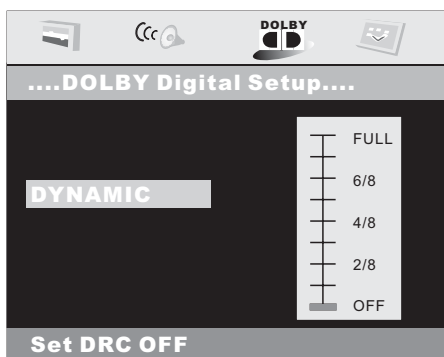 DOLBY
....DOLBY Digital Setup....
FULL
6/8
DYNAMIC
4/8
2/8
OFF
Set DRC OFF